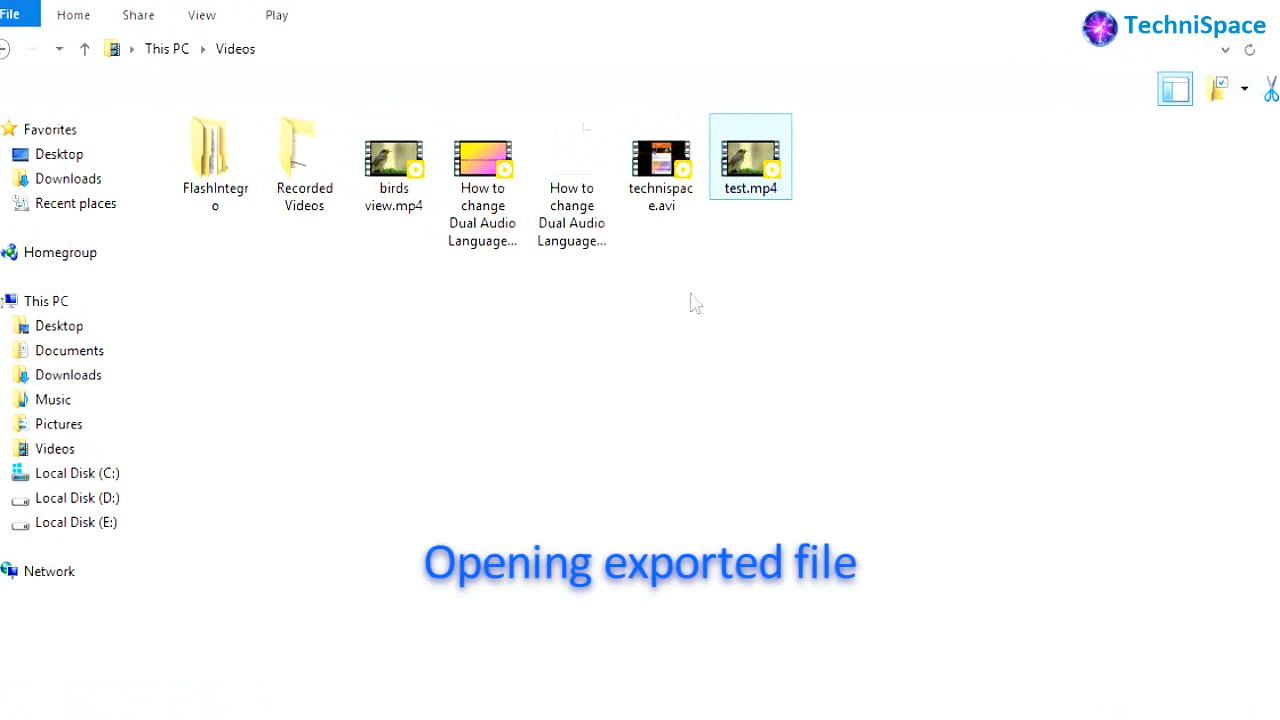 File Home Share View Play
TechniSpace
This PC Videos
Favorites
Desktop
Downloads
Recent places
Homegroup
This PC
Desktop
Documents
Downloads
Music
Pictures
Videos
Local Disk (C:)
Local Disk (D:)
Local Disk (E:)
Network
FlashIntegr
o
Recorded
Videos
birds
view.mp4
How to
change
Dual Audio
Language...
How to
change
Dual Audio
Language...
technispac
e.avi
test.mp4
Opening exported file